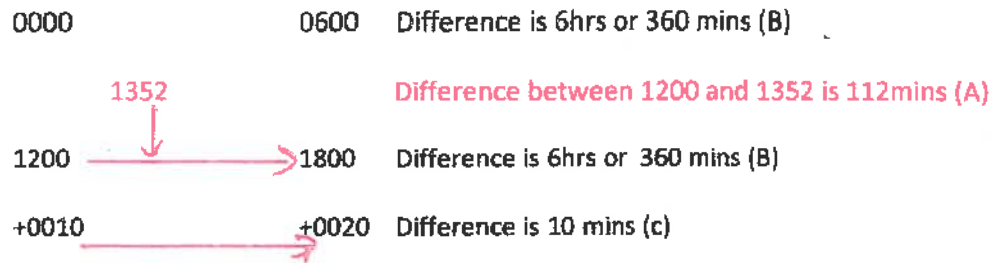 0000 0600 Difference is 6hrs or 360 mins (B)
1352 Difference between 1200 and 1352 is 112mins (A)
1200 1800 Difference is 6hrs or 360 mins (B)
+0010 +0020 Difference is 10 mins (c)